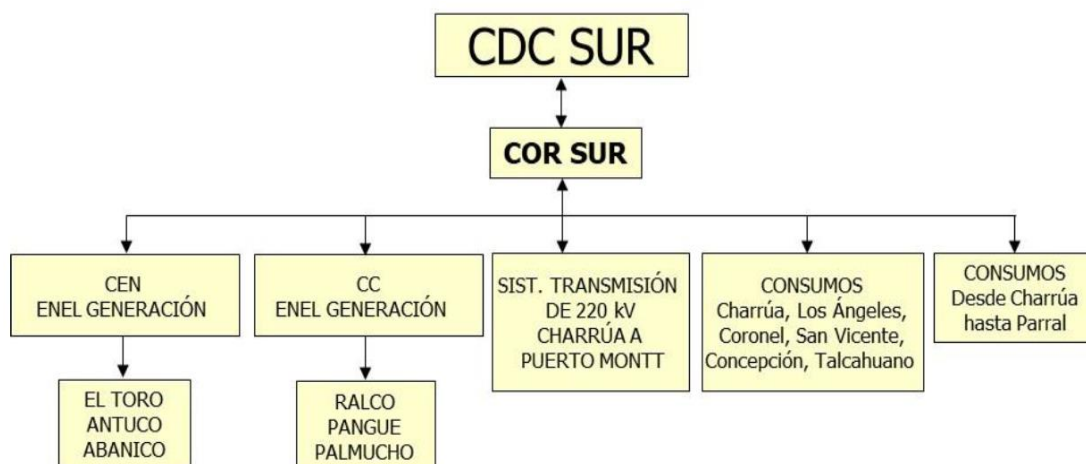 CDC SUR
COR SUR
CEN
ENEL GENERACIÓN
CC
ENEL GENERACIÓN
SIST. TRANSMISIÓN
DE 220 kV
CHARRÚA A
PUERTO MONTT
CONSUMOS
Charrúa, Los Ángeles,
Coronel, San Vicente,
Concepción, Talcahuano
CONSUMOS
Desde Charrúa
hasta Parral
EL TORO
ANTUCO
ABANICO
RALCO
PANGUE
PALMUCHO